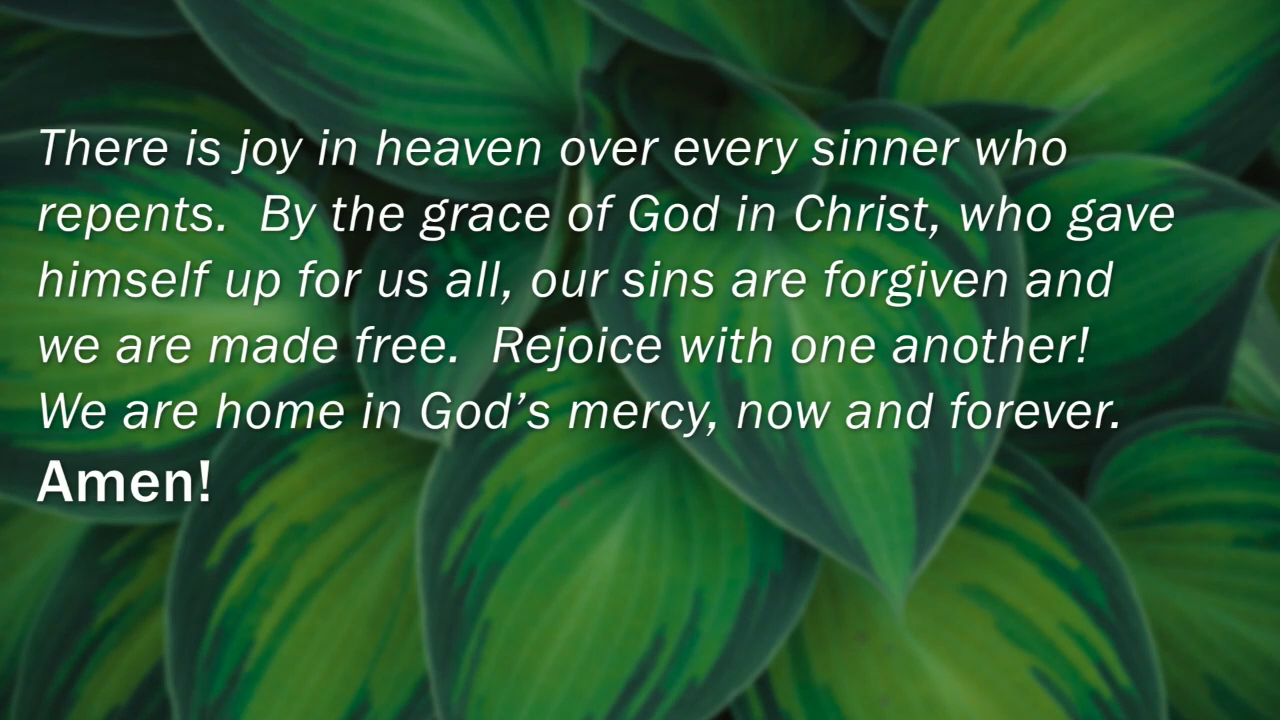 There is joy in heaven over every sinner who
repents.  By the grace of God in Christ, who gave
himself up for us all, our sins are forgiven and
we are made free.  Rejoice with one another!
We are home in God’s mercy, now and forever.
Amen!